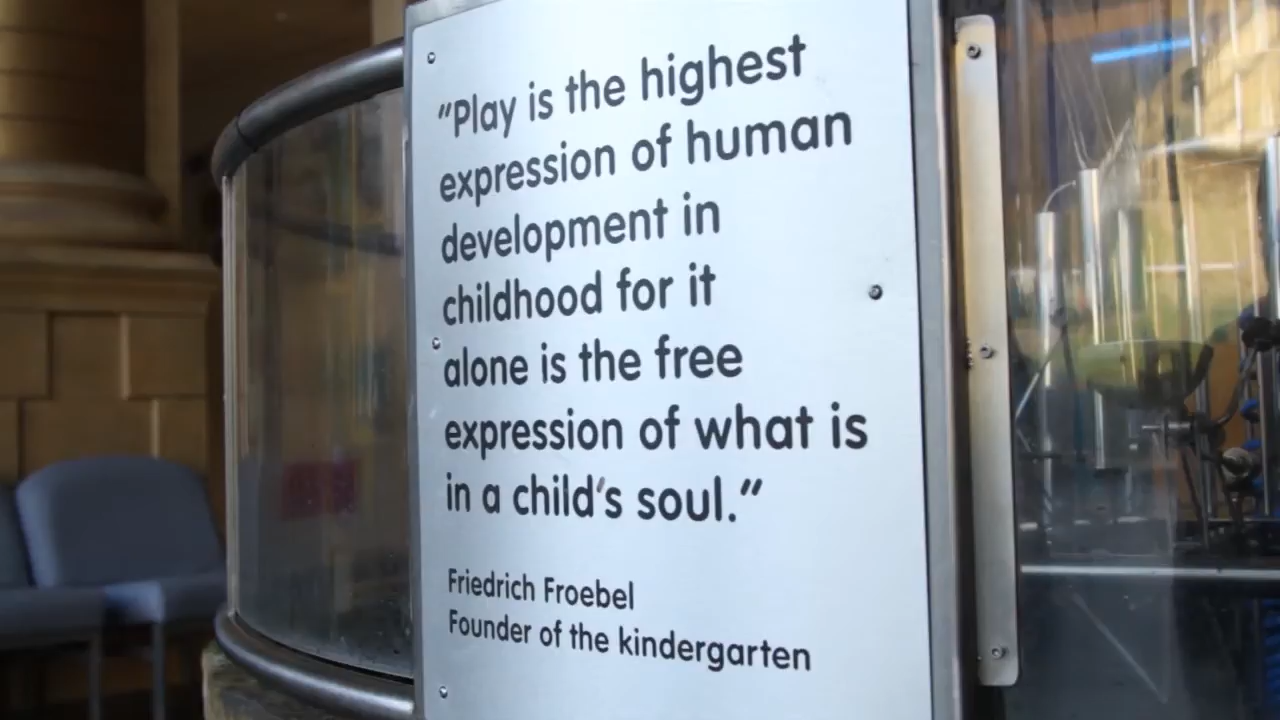 "Play is the highest
expression of human
development in
childhood for it
alone is the free
expression of what is
in a child's soul."
Friedrich Froebel
Founder of the kindergarten